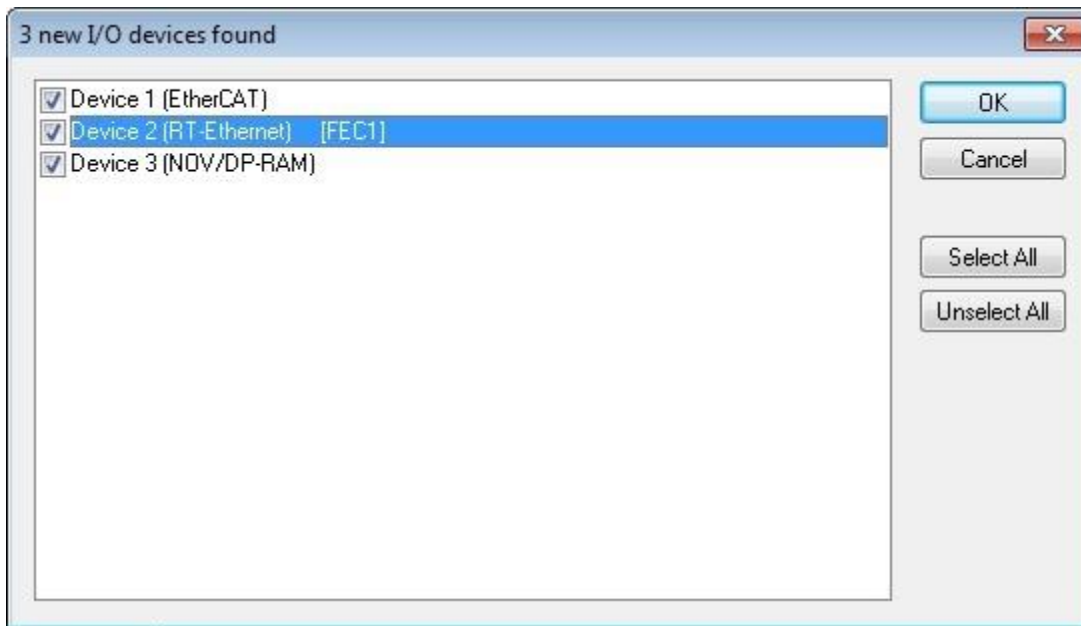 3 new I/O devices found
Device 1 (EtherCAT)
Device 2 (RT-Ethernet) [FEC1]
Device 3 (NOV/DP-RAM)
OK
Cancel
Select All
Unselect All